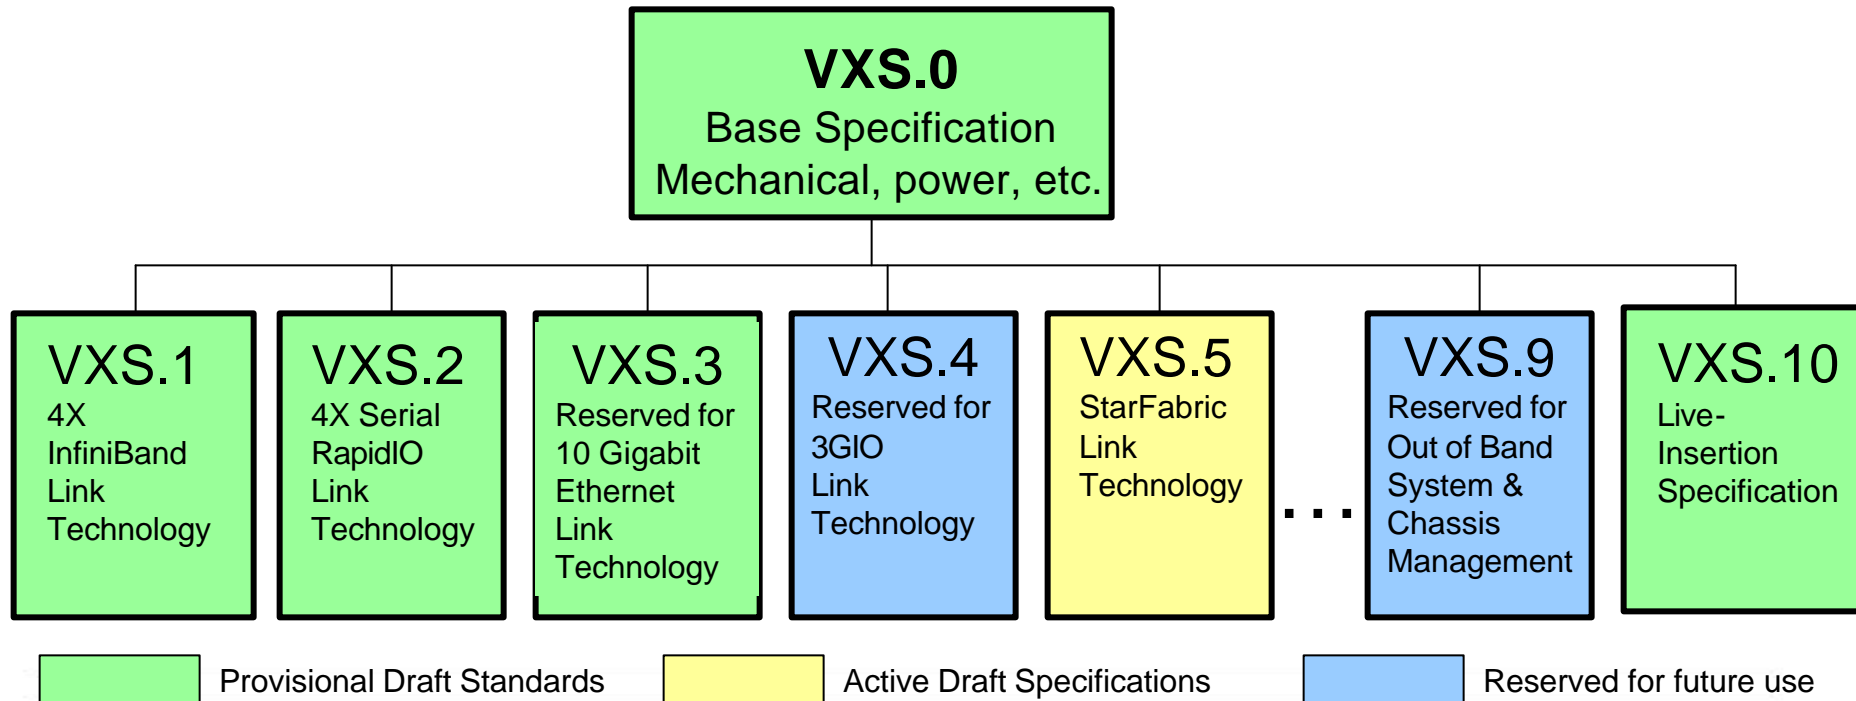 VXS.0
Base Specification
Mechanical, power, etc.
VXS.1
4X
InfiniBand
Link
Technology
VXS.2
4X Serial
RapidIO
Link
Technology
VXS.3
Reserved for
10 Gigabit
Ethernet
Link
Technology
VXS.4
Reserved for
3GIO
Link
Technology
VXS.5
StarFabric
Link
Technology
...
VXS.9
Reserved for
Out of Band
System &
Chassis
Management
VXS.10
Live-
Insertion
Specification
Provisional Draft Standards
Active Draft Specifications
Reserved for future use